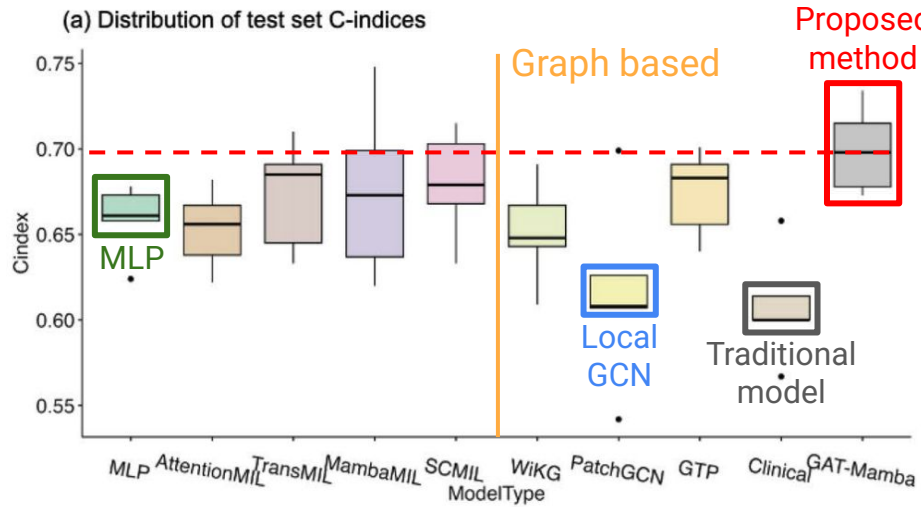 (a) Distribution of test set C-indices
Proposed
method
Graph based
0.75
0.70
0.65
0.60
0.55
Cindex
MLP
Local
GCN
Traditional
model
MLP
AttentionMIL
TransMIL
MambaMIL
SCMIL
WiKG
PatchGCN
GTP
Clinical
GAT-Mamba
ModelType